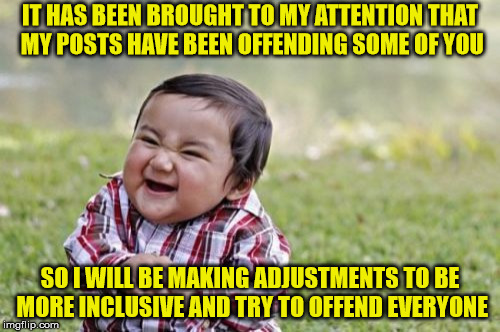 IT HAS BEEN BROUGHT TO MY ATTENTION THAT
MY POSTS HAVE BEEN OFFENDING SOME OF YOU
SO I WILL BE MAKING ADJUSTMENTS TO BE
MORE INCLUSIVE AND TRY TO OFFEND EVERYONE
imgflip.com